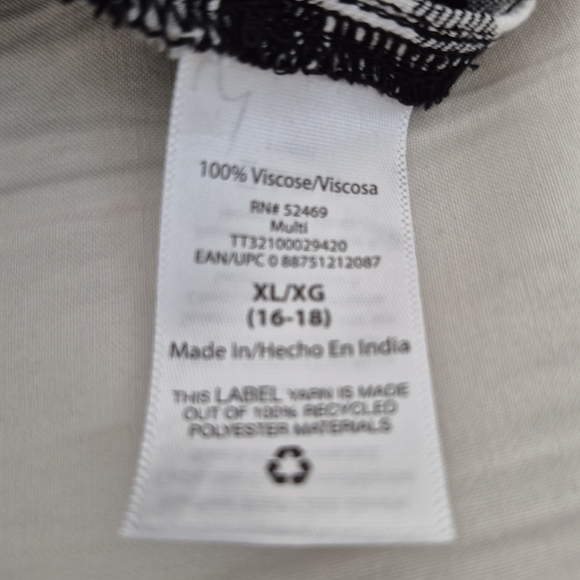 100% Viscose/Viscosa
RN# 52469
Multi
TT32100029420
EAN/UPC 0 88751212087
XL/XG
(16-18)
Made In/Hecho En India
THIS LABEL YARN IS MADE
OUT OF 100% RECYCLED
POLYESTER MATERIALS